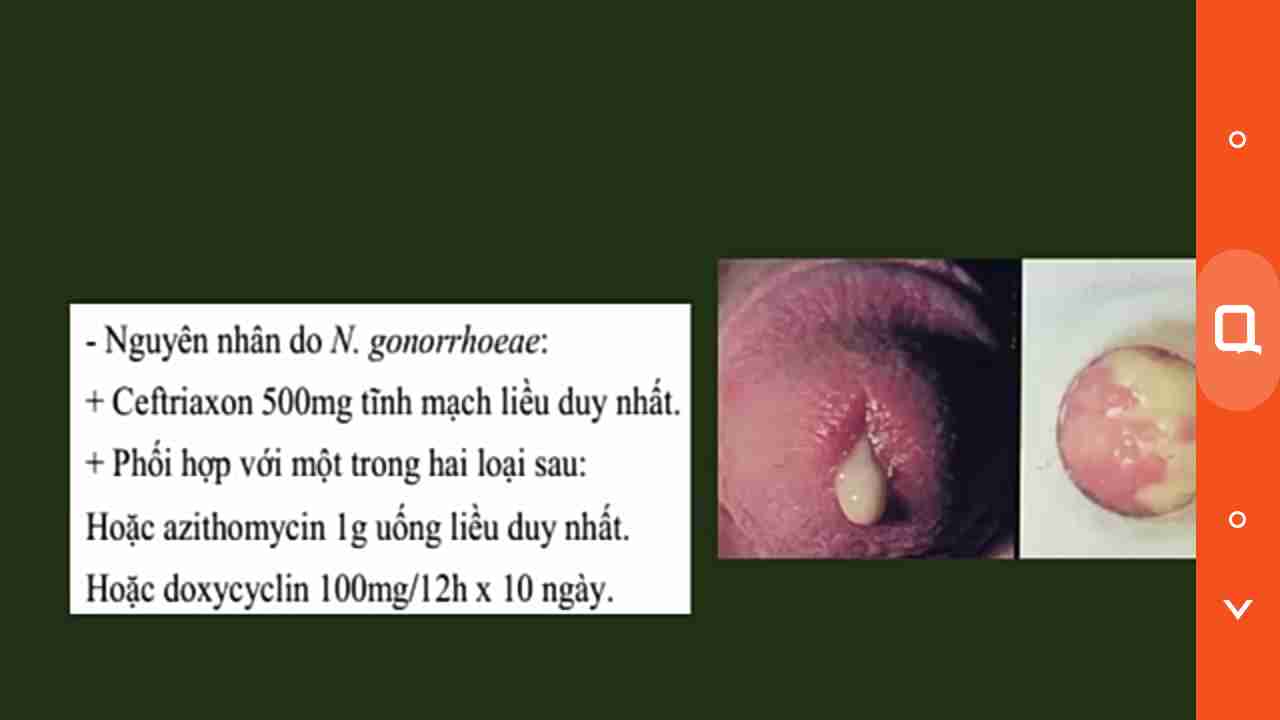 - Nguyên nhân do N. gonorrhoeae:
+ Ceftriaxon 500mg tĩnh mạch liều duy nhất.
+ Phối hợp với một trong hai loại sau:
Hoặc azithomycin 1g uống liều duy nhất.
Hoặc doxycyclin 100mg/12h x 10 ngày.